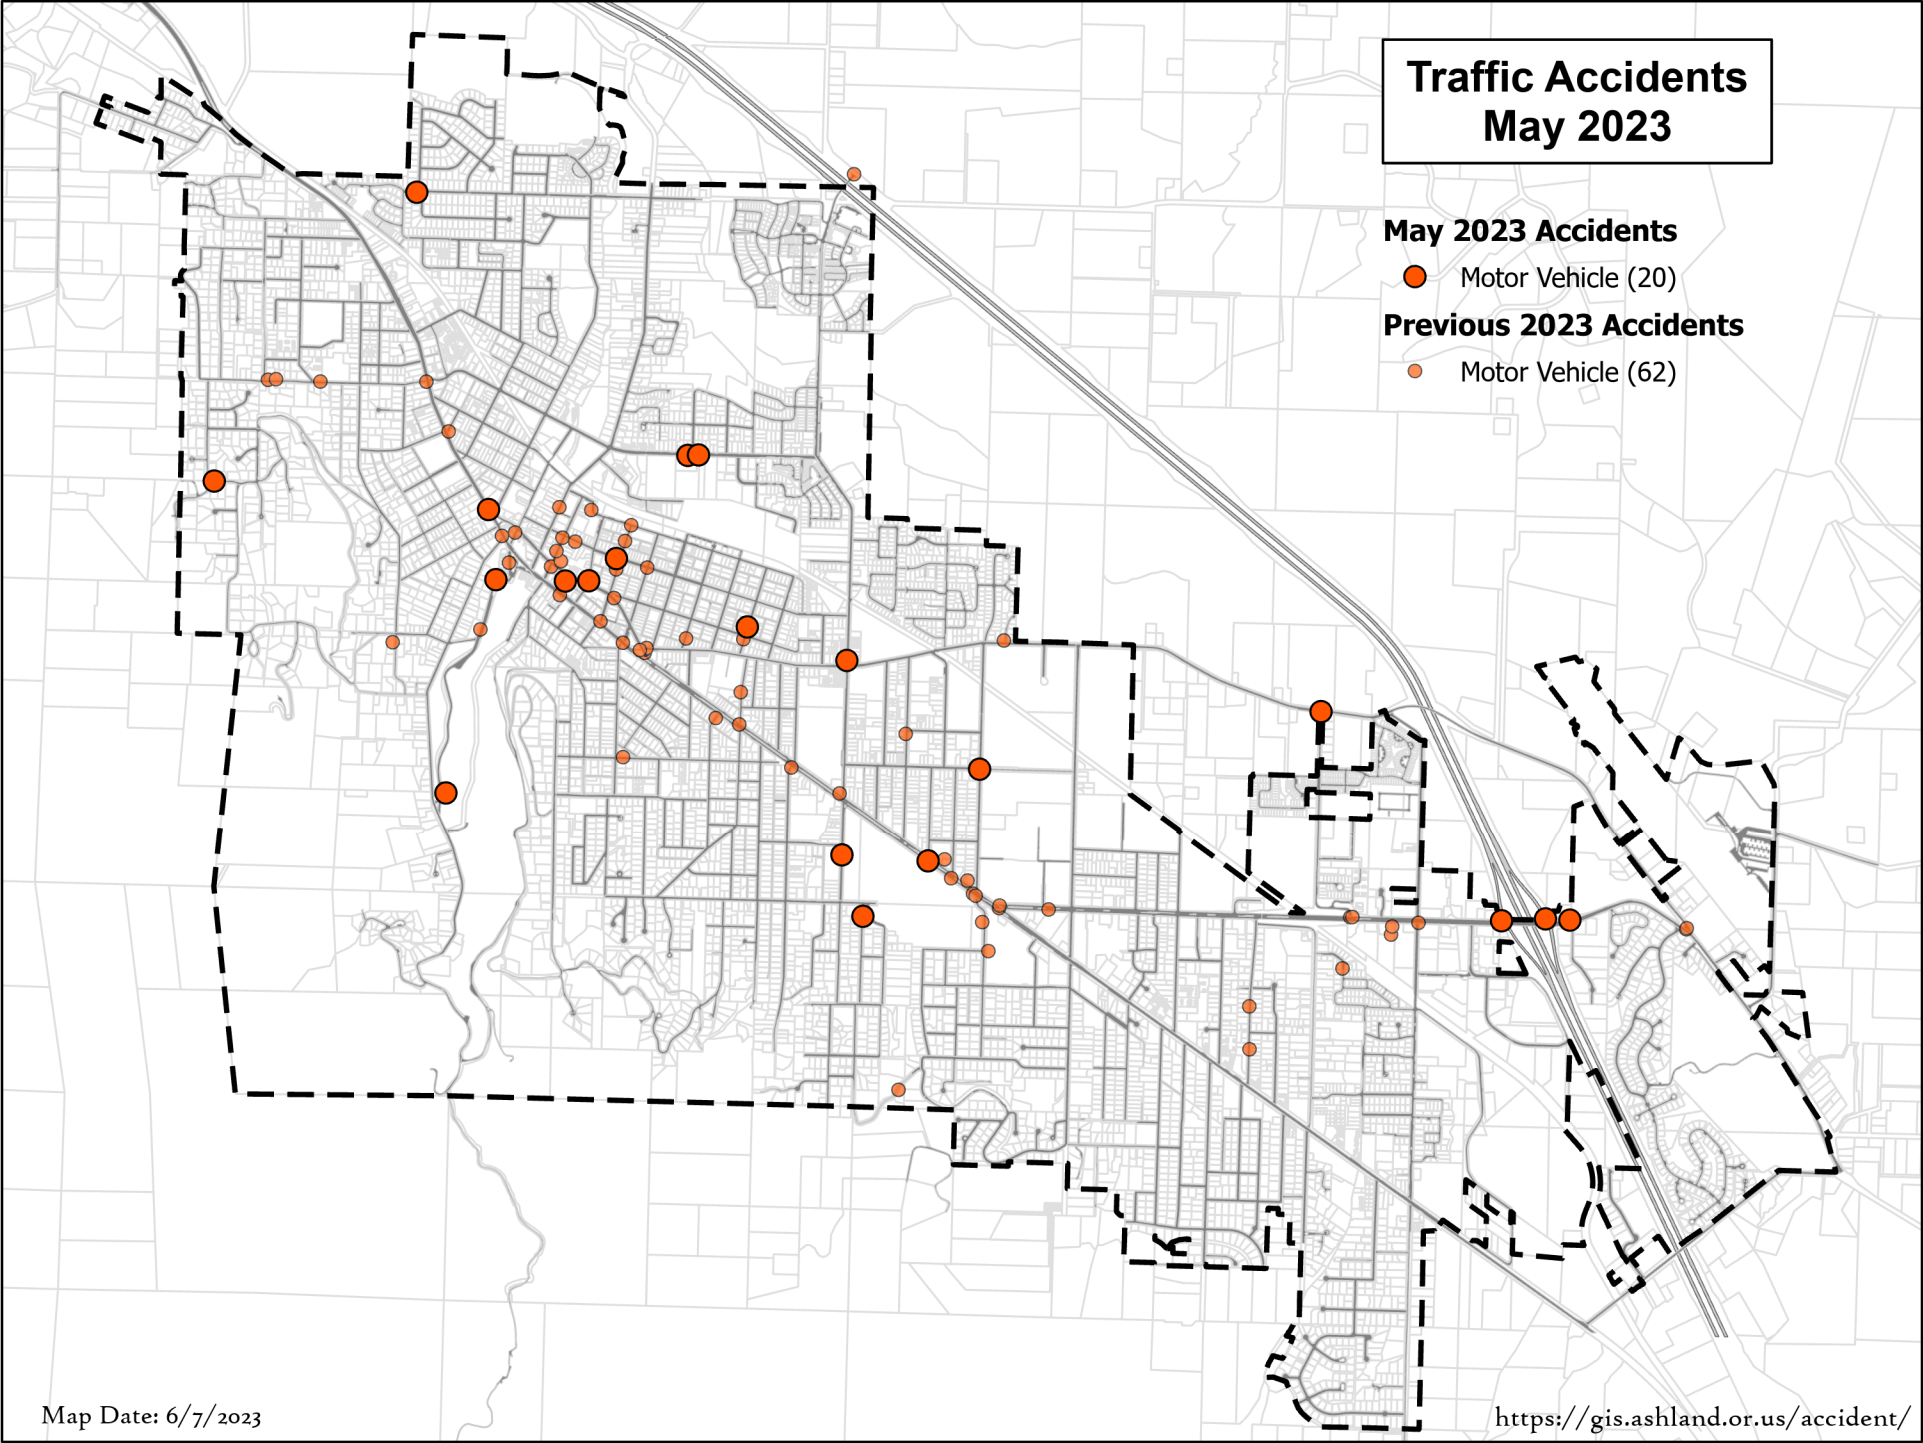 Traffic Accidents
May 2023
May 2023 Accidents
Motor Vehicle (20)
Previous 2023 Accidents
Motor Vehicle (62)
Map Date: 6/7/2023
https://gis.ashland.or.us/accident/